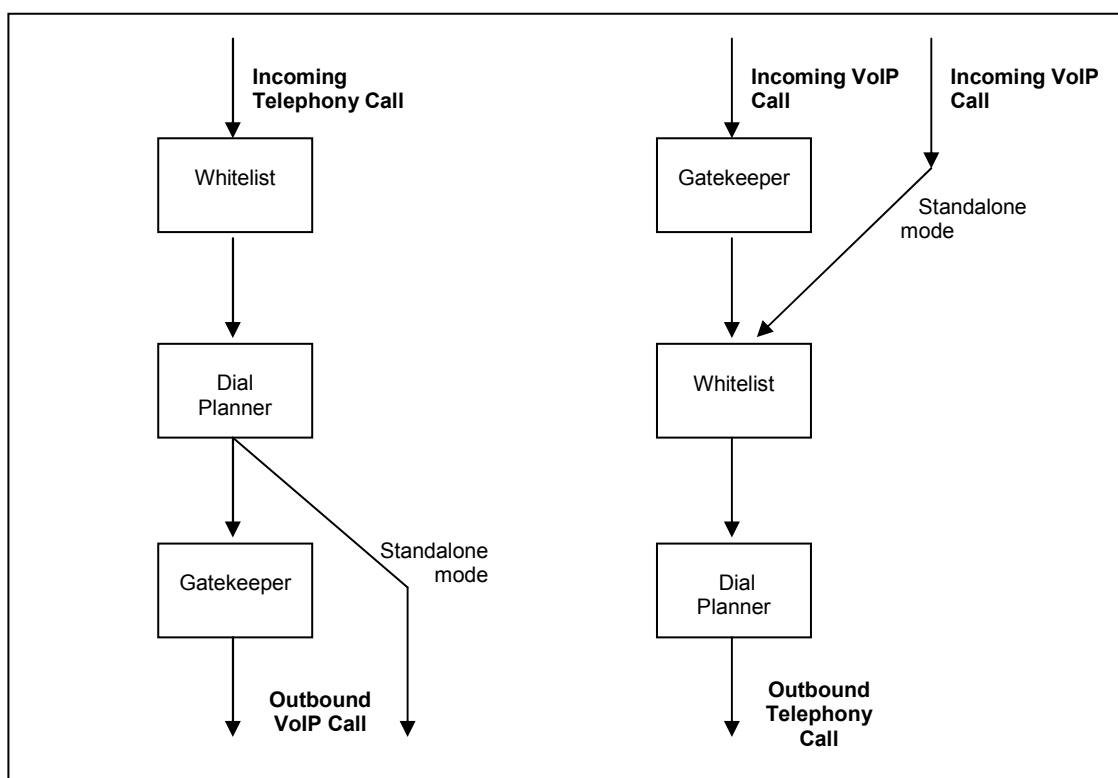 Incoming
Telephony Call
Whitelist
Dial
Planner
Gatekeeper
Standalone
mode
Outbound
VoIP Call
Incoming VoIP
Call
Incoming VoIP
Call
Gatekeeper
Standalone
mode
Whitelist
Dial
Planner
Outbound
Telephony
Call